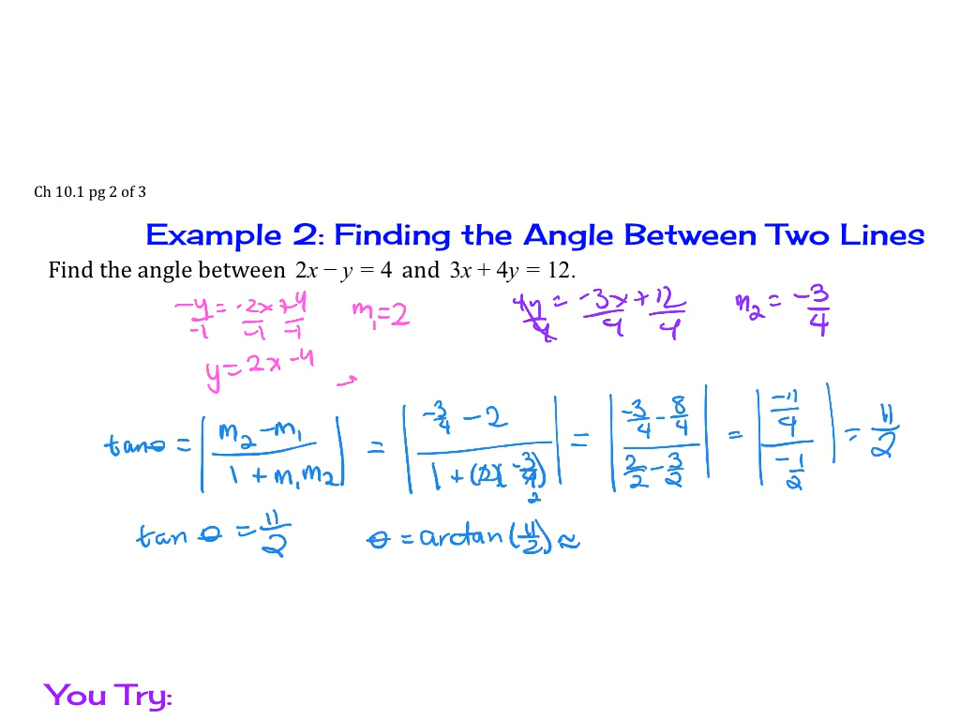 Ch 10.1 pg 2 of 3
Example 2: Finding the Angle Between Two Lines
Find the angle between 2x − y = 4 and 3x + 4y = 12.
-y/-1 = -2x/-1 + 4/-1 m₁=2 4y/4 = -3x/4 + 12/4 m₂ = -3/4
y = 2x -4
tanθ = |(m₂ - m₁)/(1 + m₁m₂)| = |(-3/4 - 2)/(1 + (2)(-3/4))| = |(-3/4 - 8/4)/(2/2 - 3/2)| = |(-11/4)/(-1/2)| = 11/2
tan θ = 11/2 θ = arctan(11/2) ≈
You Try: